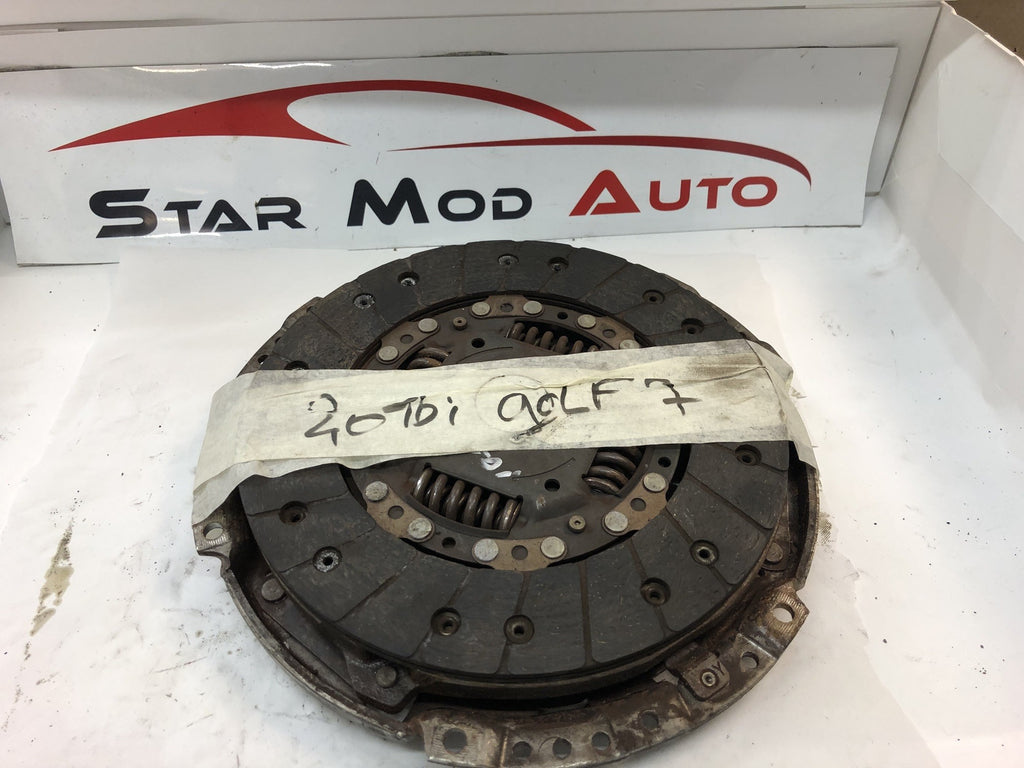 STAR MOD AUTO
20TDi golf 7